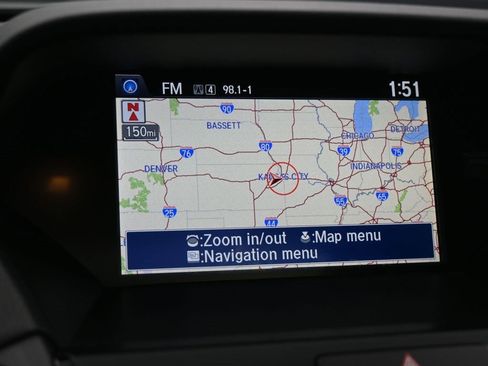 FM 4 98.1-1 1:51
N
150mi
90
BASSETT
CHICAGO
DETROIT
80
39
75
76
DENVER
INDIANAPOLIS
KANSAS CITY
25
55
65
44
:Zoom in/out :Map menu
:Navigation menu